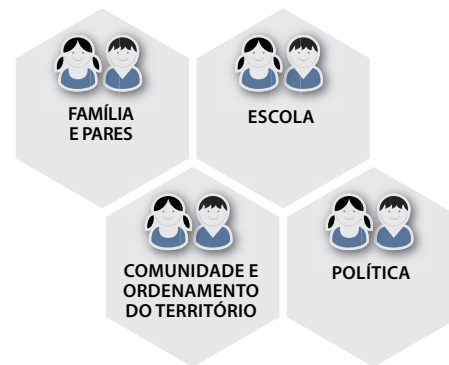 FAMÍLIA
E PARES
ESCOLA
COMUNIDADE E
ORDENAMENTO
DO TERRITÓRIO
POLÍTICA